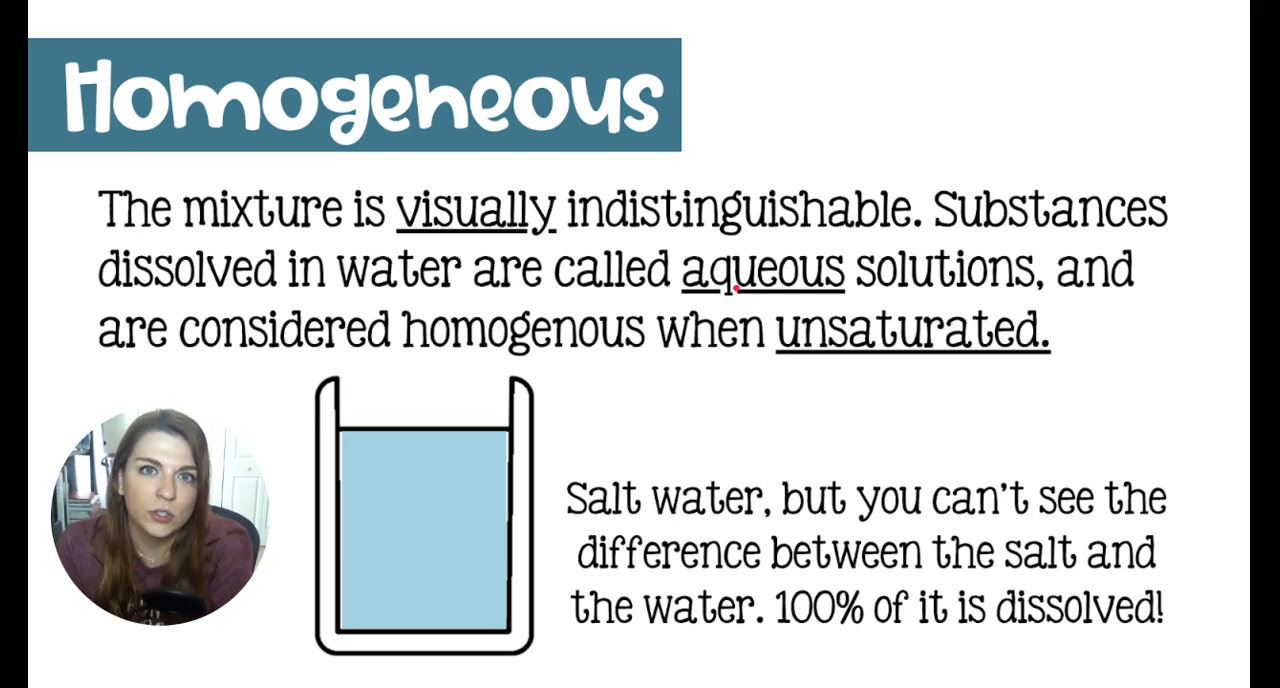 Homogeneous
The mixture is visually indistinguishable. Substances
dissolved in water are called aqueous solutions, and
are considered homogenous when unsaturated.
Salt water, but you can't see the
difference between the salt and
the water. 100% of it is dissolved!